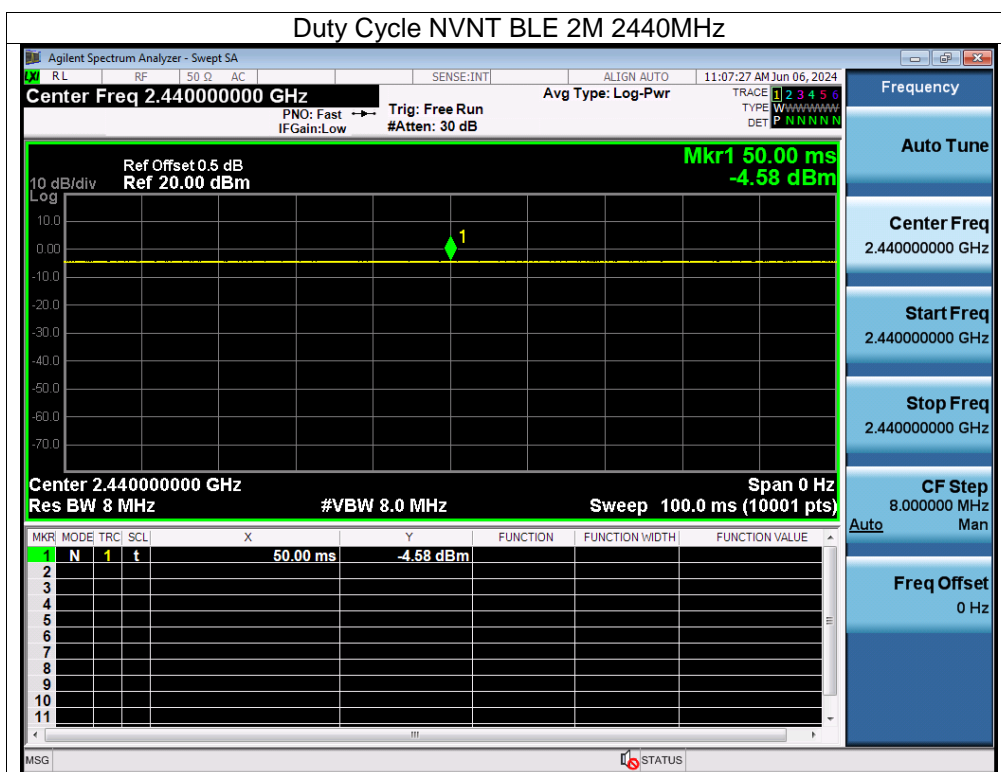 Duty Cycle NVNT BLE 2M 2440MHz
Agilent Spectrum Analyzer - Swept SA
LXI RL RF 50 Ω AC SENSE:INT ALIGN AUTO 11:07:27 AM Jun 06, 2024
Center Freq 2.440000000 GHz Avg Type: Log-Pwr TRACE 1 2 3 4 5 6
PNO: Fast Trig: Free Run TYPE WWWWWW
IFGain:Low #Atten: 30 dB DET P N N N N N
Frequency
Auto Tune
Center Freq
2.440000000 GHz
Start Freq
2.440000000 GHz
Stop Freq
2.440000000 GHz
CF Step
8.000000 MHz
Auto Man
Freq Offset
0 Hz
Mkr1 50.00 ms
-4.58 dBm
Ref Offset 0.5 dB
10 dB/div Ref 20.00 dBm
Log
10.0
0.00
-10.0
-20.0
-30.0
-40.0
-50.0
-60.0
-70.0
1
Center 2.440000000 GHz Span 0 Hz
Res BW 8 MHz #VBW 8.0 MHz Sweep 100.0 ms (10001 pts)
MKR MODE TRC SCL X Y FUNCTION FUNCTION WIDTH FUNCTION VALUE
1 N 1 t 50.00 ms -4.58 dBm
2
3
4
5
6
7
8
9
10
11
MSG STATUS